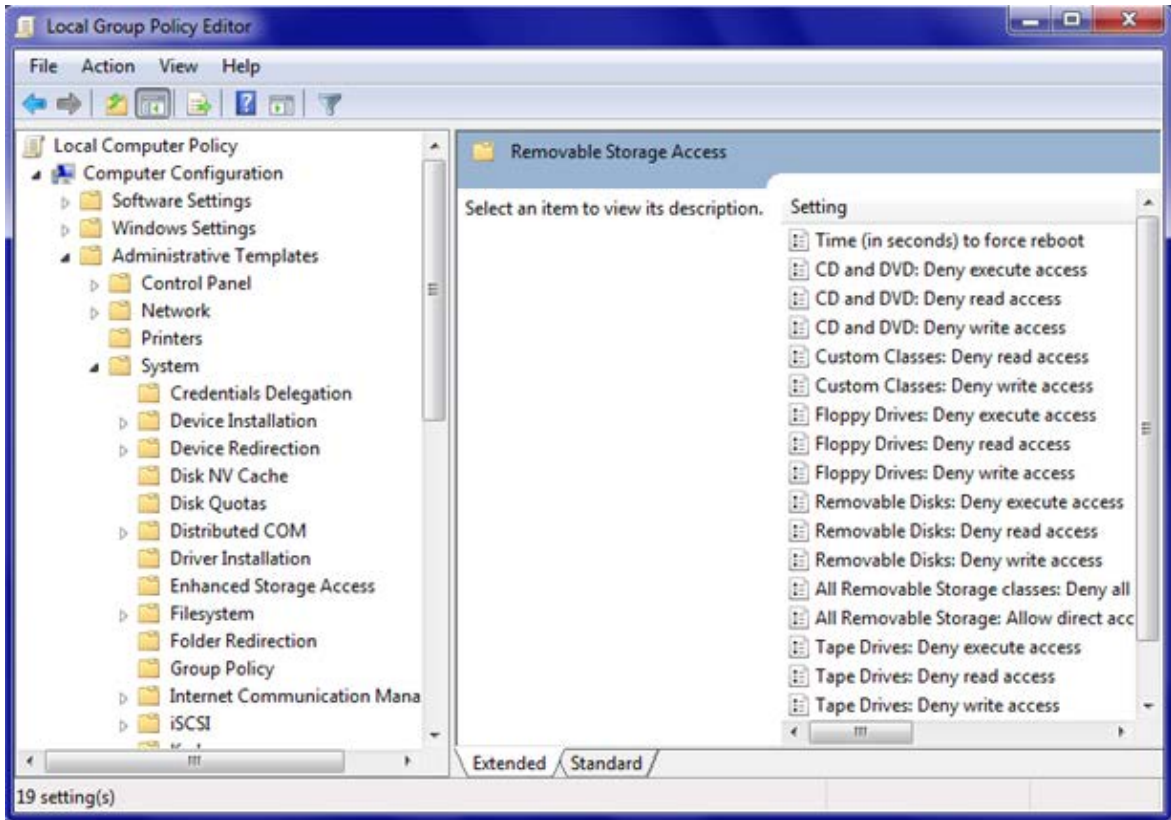 Local Group Policy Editor
File Action View Help
Local Computer Policy
Computer Configuration
Software Settings
Windows Settings
Administrative Templates
Control Panel
Network
Printers
System
Credentials Delegation
Device Installation
Device Redirection
Disk NV Cache
Disk Quotas
Distributed COM
Driver Installation
Enhanced Storage Access
Filesystem
Folder Redirection
Group Policy
Internet Communication Mana
iSCSI
Removable Storage Access
Select an item to view its description.
Setting
Time (in seconds) to force reboot
CD and DVD: Deny execute access
CD and DVD: Deny read access
CD and DVD: Deny write access
Custom Classes: Deny read access
Custom Classes: Deny write access
Floppy Drives: Deny execute access
Floppy Drives: Deny read access
Floppy Drives: Deny write access
Removable Disks: Deny execute access
Removable Disks: Deny read access
Removable Disks: Deny write access
All Removable Storage classes: Deny all
All Removable Storage: Allow direct acc
Tape Drives: Deny execute access
Tape Drives: Deny read access
Tape Drives: Deny write access
Extended Standard
19 setting(s)